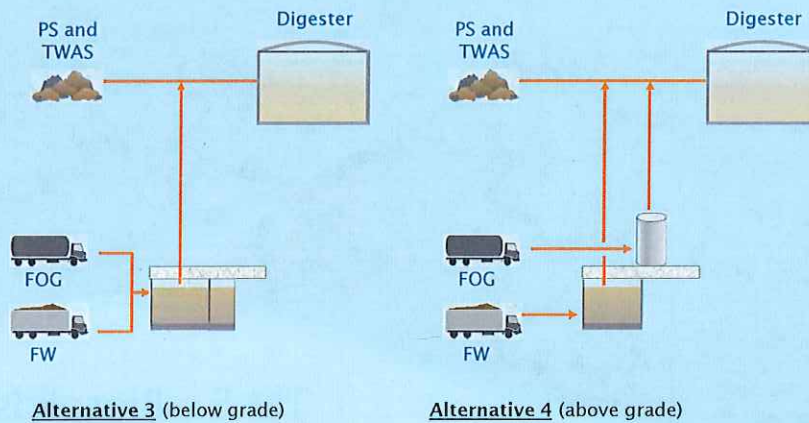 PS and
TWAS
Digester
FOG
FW
Alternative 3 (below grade)
PS and
TWAS
Digester
FOG
FW
Alternative 4 (above grade)